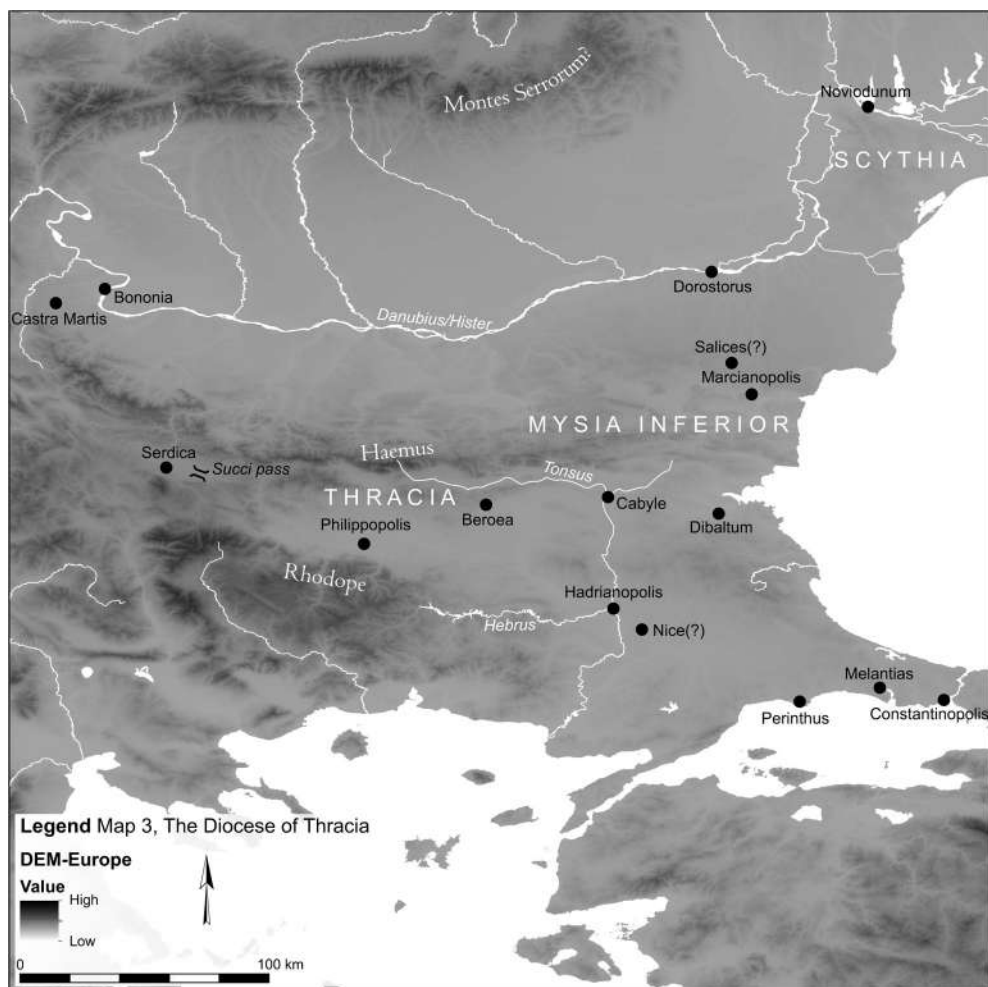 Montes Serrorum?
Noviodunum
SCYTHIA
Dorostorus
Bononia
Castra Martis
Danubius/Hister
Salices(?)
Marcianopolis
MYSIA INFERIOR
Haemus
Serdica
Succi pass
Tonsus
THRACIA
Cabyle
Beroea
Dibaltum
Philippopolis
Rhodope
Hadrianopolis
Hebrus
Nice(?)
Melantias
Perinthus
Constantinopolis
Legend Map 3, The Diocese of Thracia
DEM-Europe
Value
High
Low
0 100 km